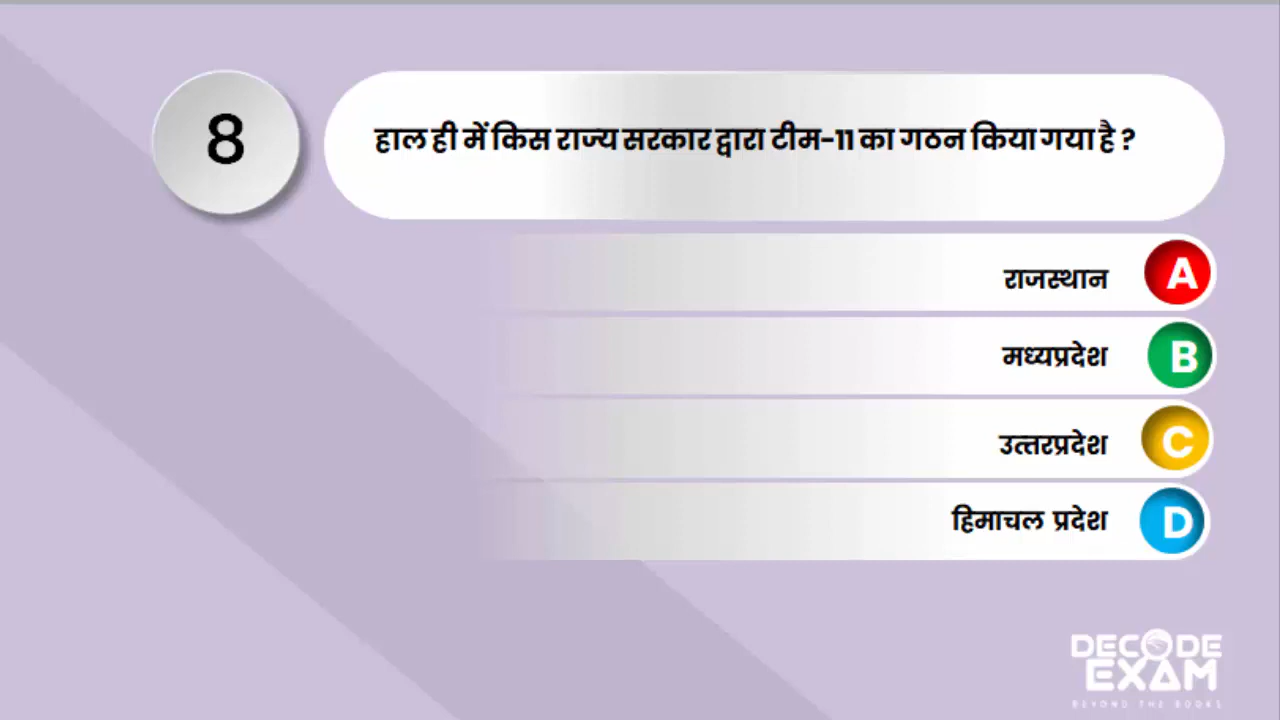 8
हाल ही में किस राज्य सरकार द्वारा टीम-11 का गठन किया गया है ?
राजस्थान A
मध्यप्रदेश B
उत्तरप्रदेश C
हिमाचल प्रदेश D
DECODE
EXAM
BEYOND THE BOOKS